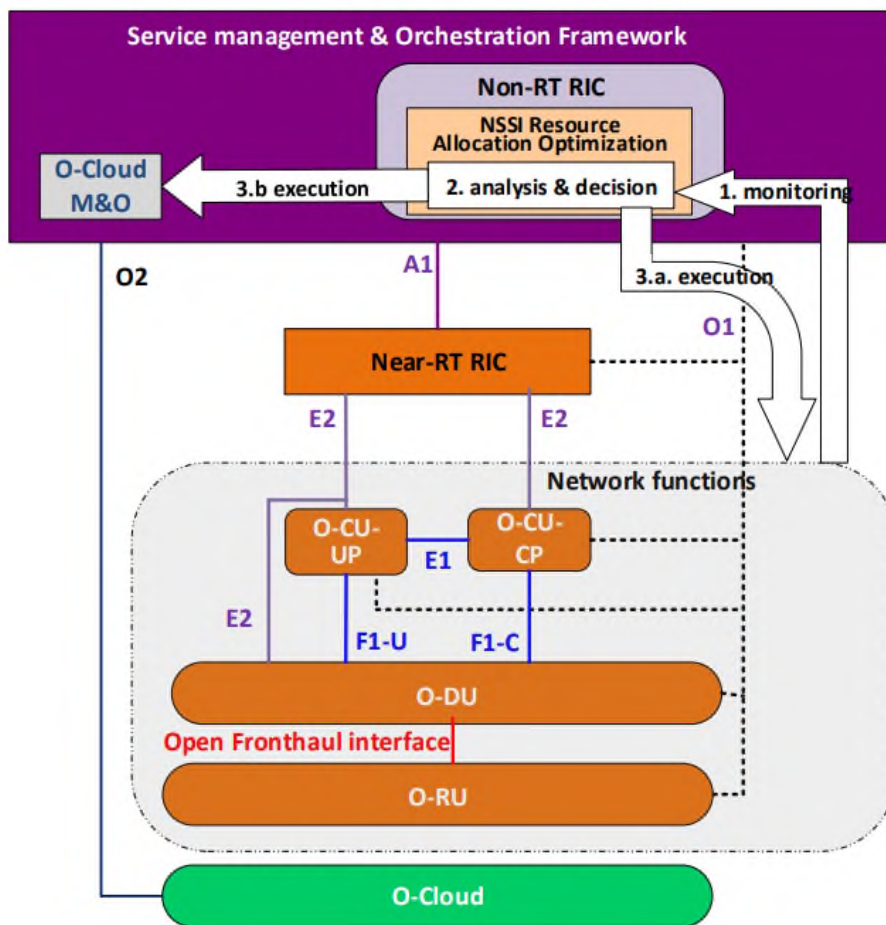 Service management & Orchestration Framework
Non-RT RIC
NSSI Resource
Allocation Optimization
O-Cloud
M&O
3.b execution
2. analysis & decision
1. monitoring
O2
A1
3.a. execution
O1
Near-RT RIC
E2
E2
Network functions
O-CU-
UP
O-CU-
CP
E1
E2
F1-U
F1-C
O-DU
Open Fronthaul interface
O-RU
O-Cloud